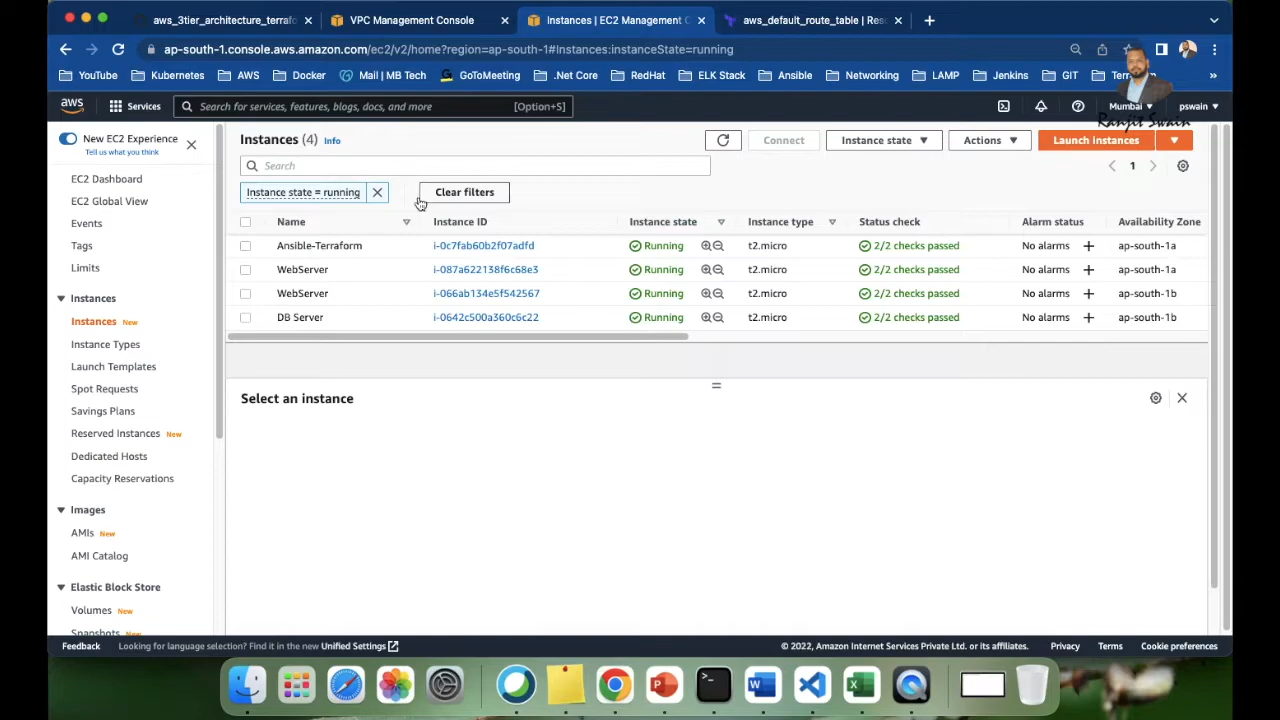 aws_3tier_architecture_terrafo
VPC Management Console
Instances | EC2 Management C
aws_default_route_table | Res
ap-south-1.console.aws.amazon.com/ec2/v2/home?region=ap-south-1#Instances:instanceState=running
YouTube
Kubernetes
AWS
Docker
Mail | MB Tech
GoToMeeting
.Net Core
RedHat
ELK Stack
Ansible
Networking
LAMP
Jenkins
GIT
aws
Services
Search for services, features, blogs, docs, and more
[Option+S]
Mumbai
pswain
Ranjit Swain
New EC2 Experience
Tell us what you think
EC2 Dashboard
EC2 Global View
Events
Tags
Limits
Instances
Instances New
Instance Types
Launch Templates
Spot Requests
Savings Plans
Reserved Instances New
Dedicated Hosts
Capacity Reservations
Images
AMIs New
AMI Catalog
Elastic Block Store
Volumes New
Snapshots New
Instances (4) Info
Connect
Instance state
Actions
Launch instances
Search
1
Instance state = running
Clear filters
Name Instance ID Instance state Instance type Status check Alarm status Availability Zone
Ansible-Terraform i-0c7fab60b2f07adfd Running t2.micro 2/2 checks passed No alarms ap-south-1a
WebServer i-087a622138f6c68e3 Running t2.micro 2/2 checks passed No alarms ap-south-1a
WebServer i-066ab134e5f542567 Running t2.micro 2/2 checks passed No alarms ap-south-1b
DB Server i-0642c500a360c6c22 Running t2.micro 2/2 checks passed No alarms ap-south-1b
Select an instance
Feedback
Looking for language selection? Find it in the new Unified Settings
© 2022, Amazon Internet Services Private Ltd. or its affiliates.
Privacy
Terms
Cookie preferences